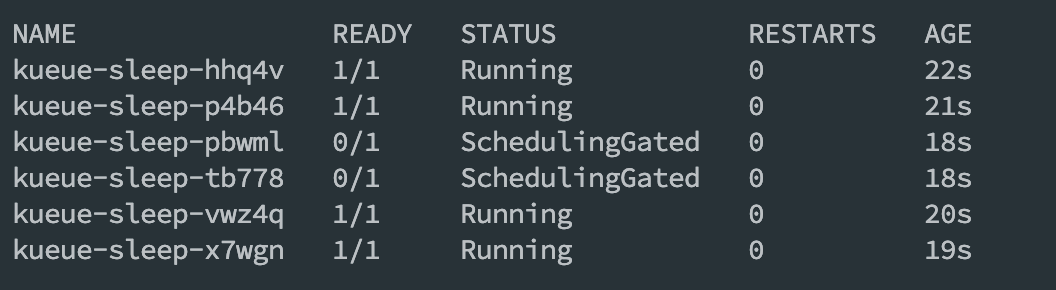 NAME READY STATUS RESTARTS AGE
kueue-sleep-hhq4v 1/1 Running 0 22s
kueue-sleep-p4b46 1/1 Running 0 21s
kueue-sleep-pbwml 0/1 SchedulingGated 0 18s
kueue-sleep-tb778 0/1 SchedulingGated 0 18s
kueue-sleep-vwz4q 1/1 Running 0 20s
kueue-sleep-x7wgn 1/1 Running 0 19s